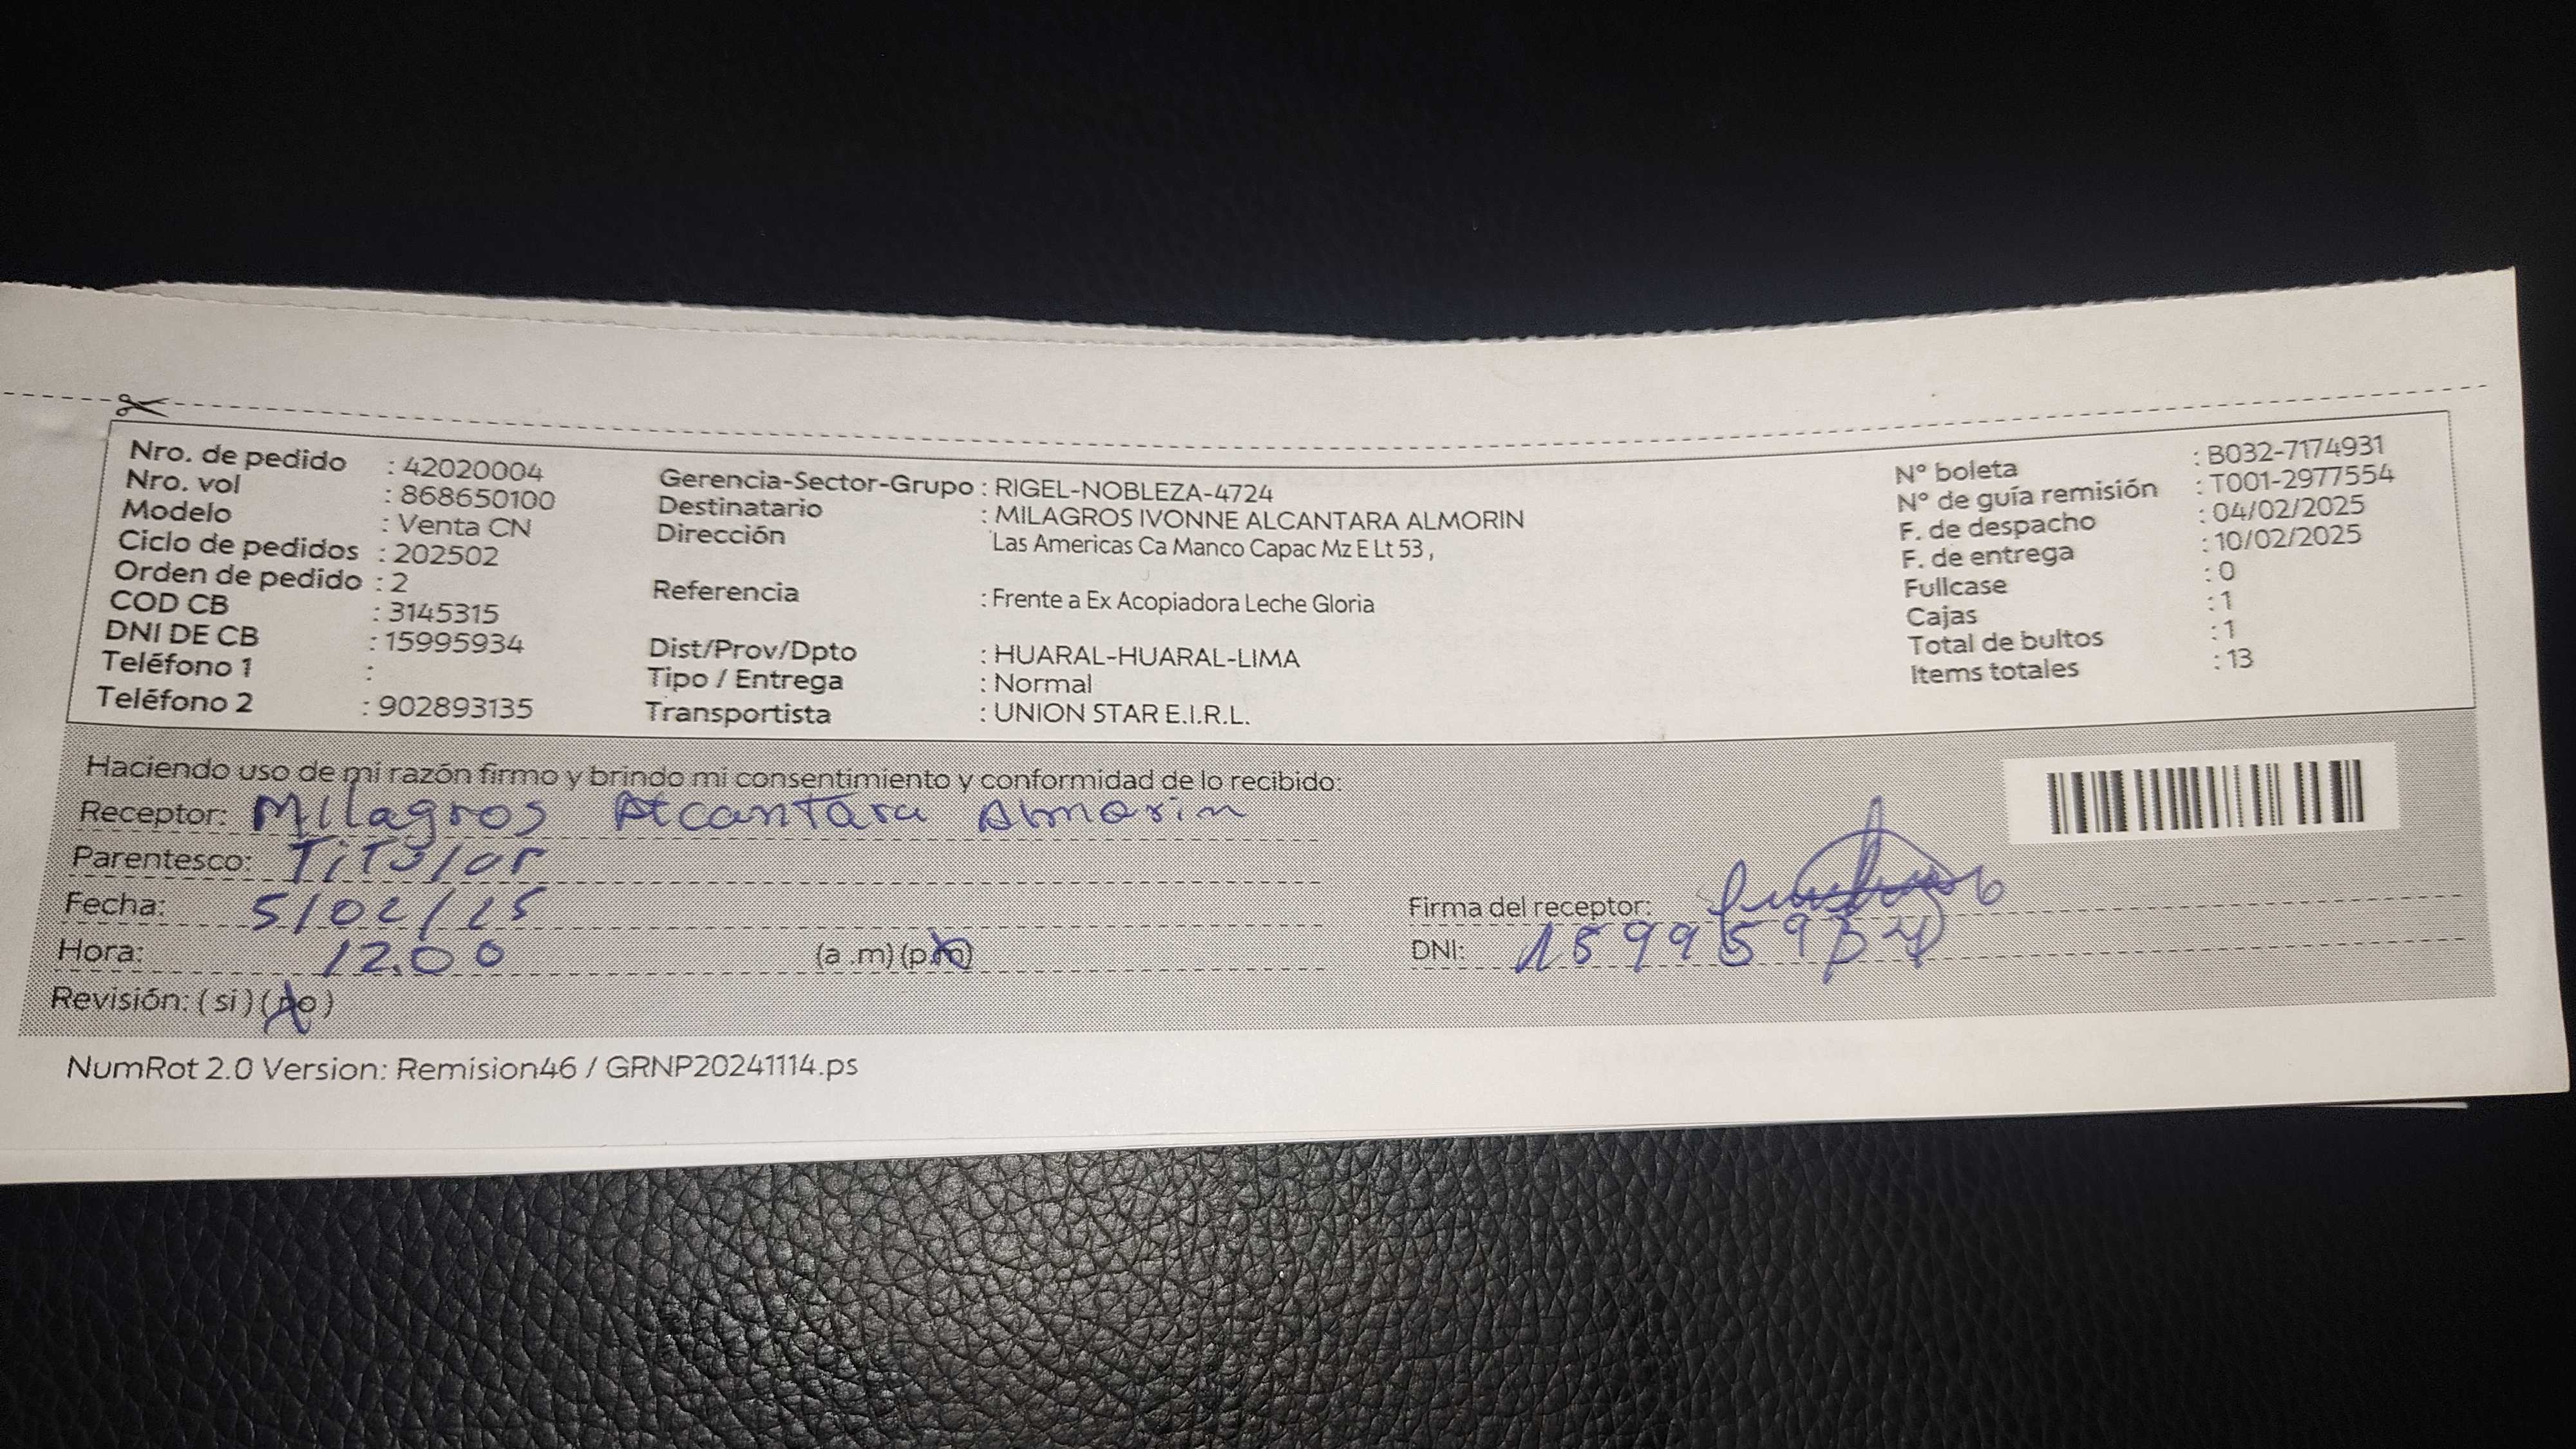 Nro. de pedido : 42020004
Nro. vol : 868650100
Modelo : Venta CN
Ciclo de pedidos : 202502
Orden de pedido : 2
COD CB : 3145315
DNI DE CB : 15995934
Teléfono 1 :
Teléfono 2 : 902893135
Gerencia-Sector-Grupo : RIGEL-NOBLEZA-4724
Destinatario : MILAGROS IVONNE ALCANTARA ALMORIN
Dirección Las Americas Ca Manco Capac Mz E Lt 53 ,
Referencia : Frente a Ex Acopiadora Leche Gloria
Dist/Prov/Dpto : HUARAL-HUARAL-LIMA
Tipo / Entrega : Normal
Transportista : UNION STAR E.I.R.L.
N° boleta : B032-7174931
N° de guía remisión : T001-2977554
F. de despacho : 04/02/2025
F. de entrega : 10/02/2025
Fullcase : 0
Cajas : 1
Total de bultos : 1
Items totales : 13
Haciendo uso de mi razón firmo y brindo mi consentimiento y conformidad de lo recibido:
Receptor: Milagros Alcantara Almorin
Parentesco: Titular
Fecha: 5/02/25
Hora: 12.00 (a .m) (p.m)
Revisión: ( si ) ( no )
Firma del receptor:
DNI: 15995934
NumRot 2.0 Version: Remision46 / GRNP20241114.ps